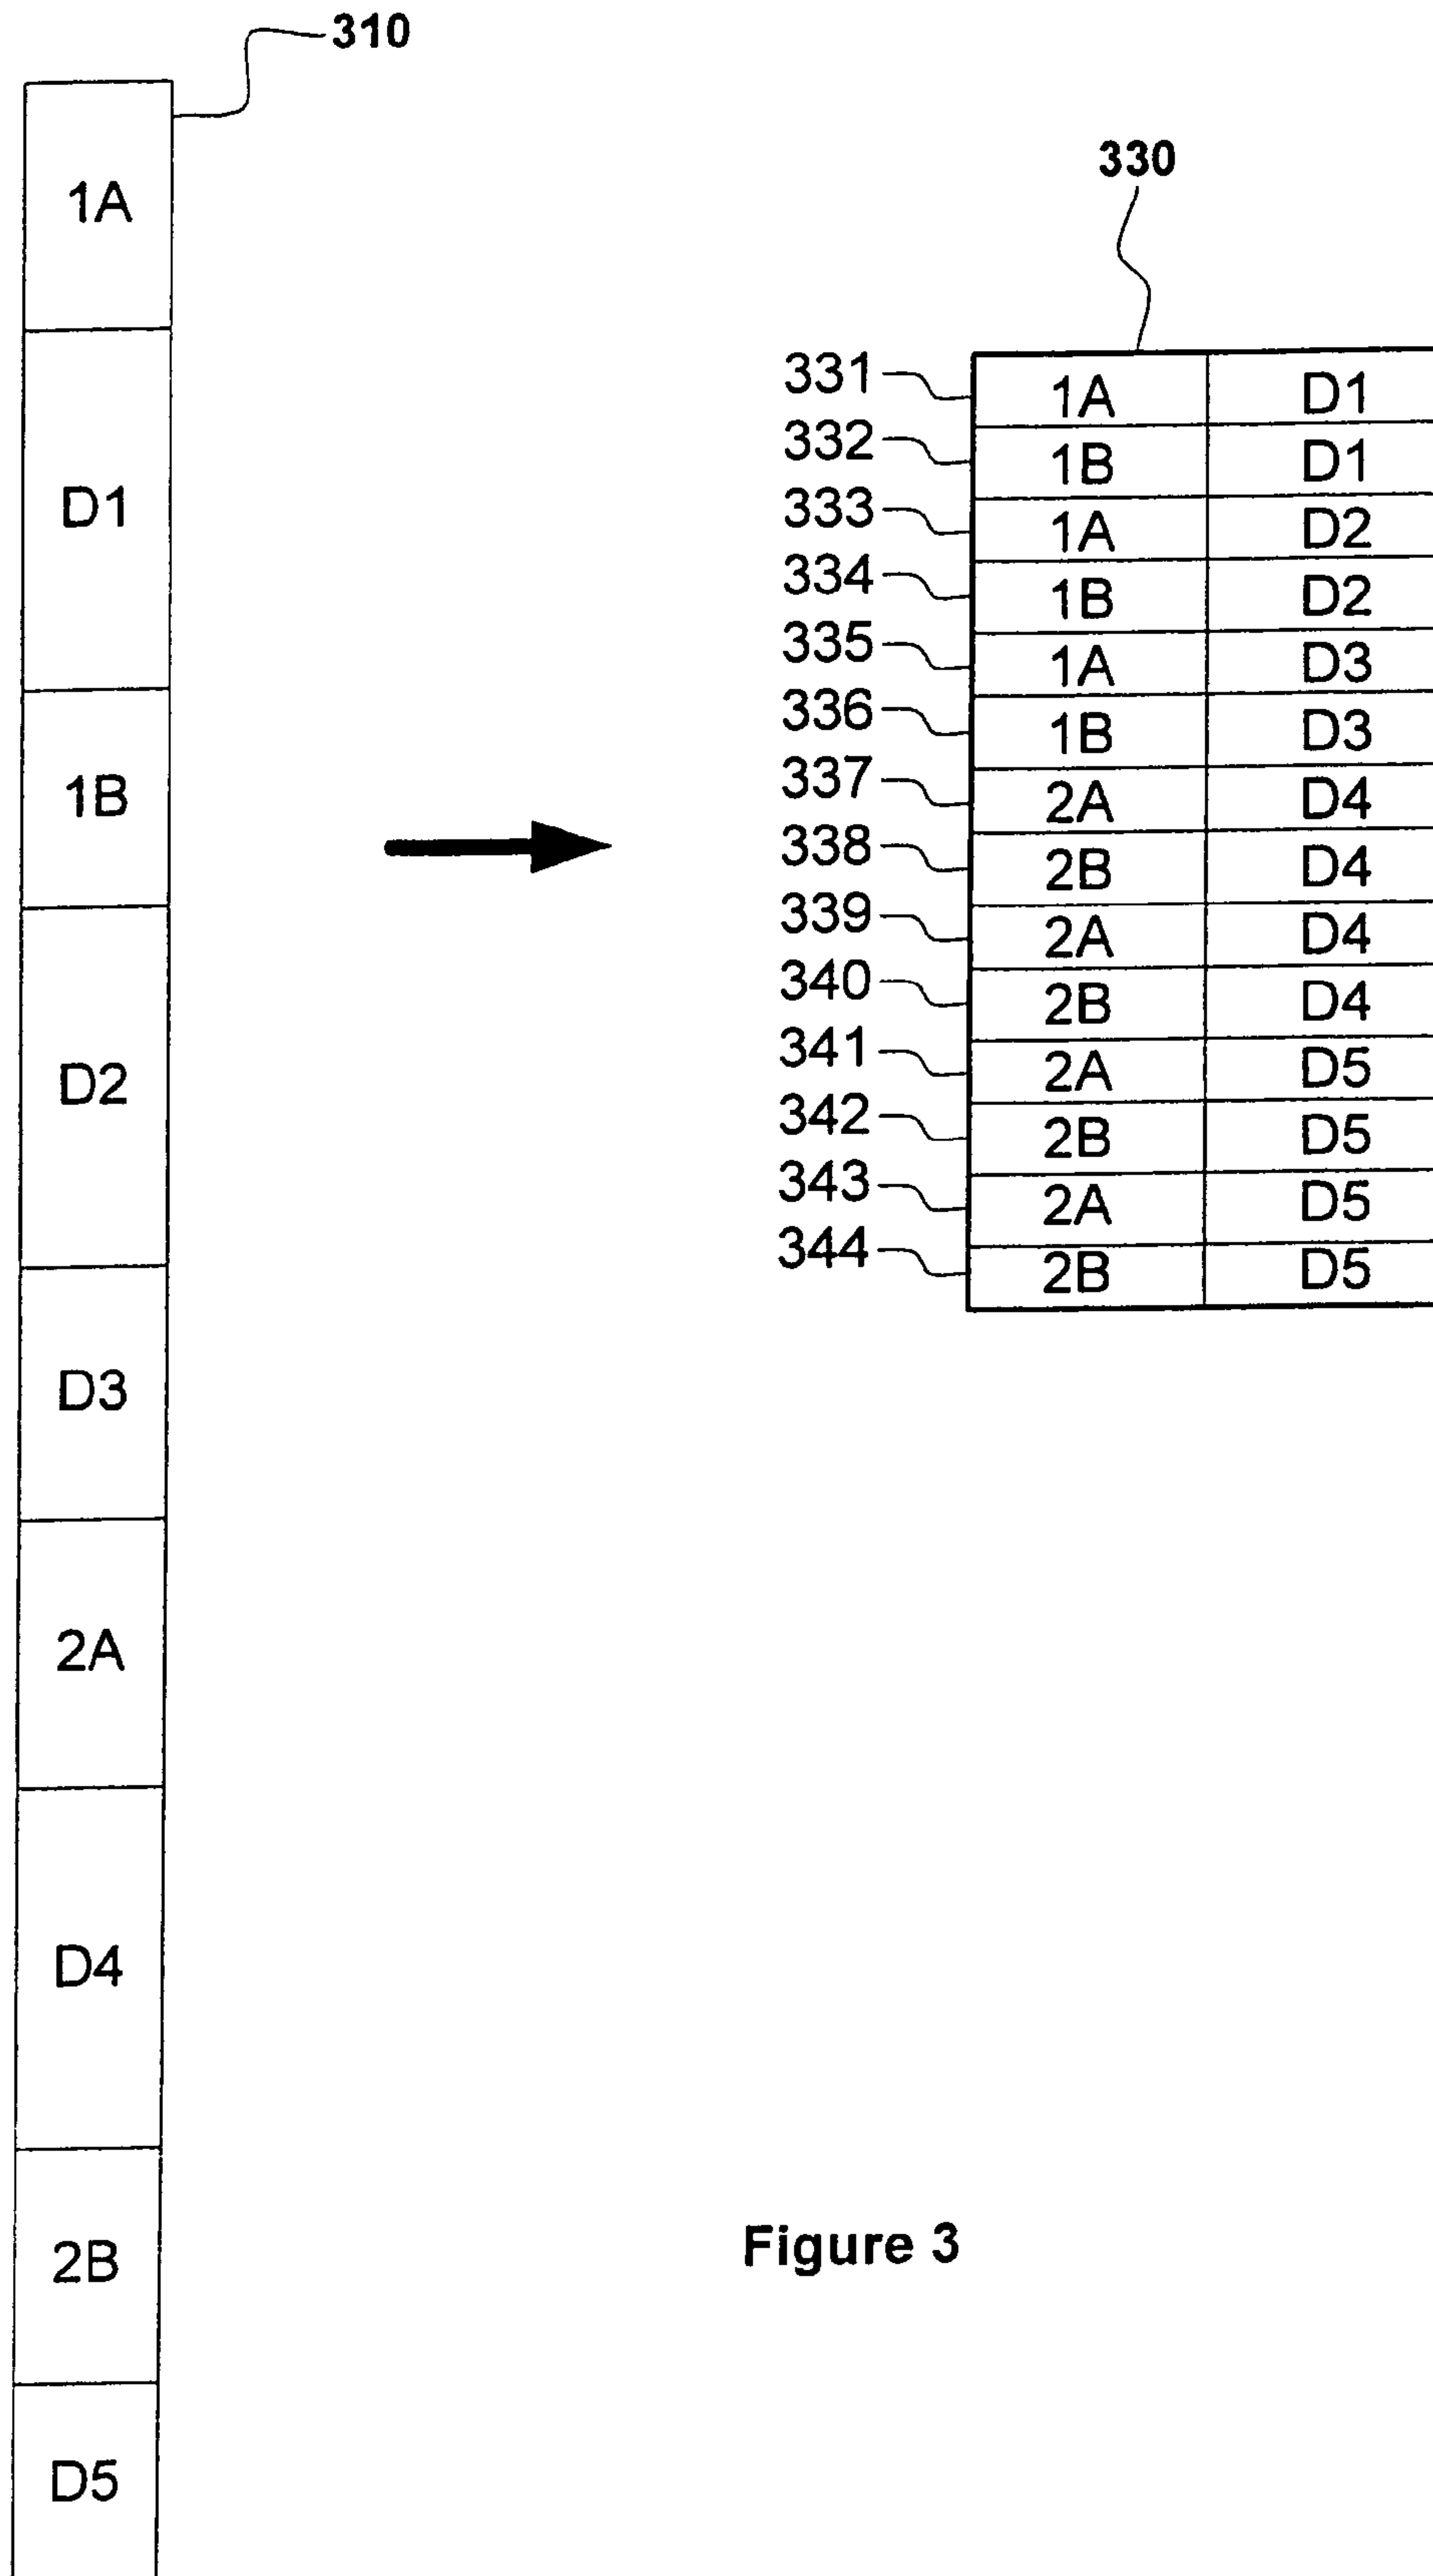 310
1A
D1
1B
D2
D3
2A
D4
2B
D5
330
331 1A D1
332 1B D1
333 1A D2
334 1B D2
335 1A D3
336 1B D3
337 2A D4
338 2B D4
339 2A D4
340 2B D4
341 2A D5
342 2B D5
343 2A D5
344 2B D5
Figure 3